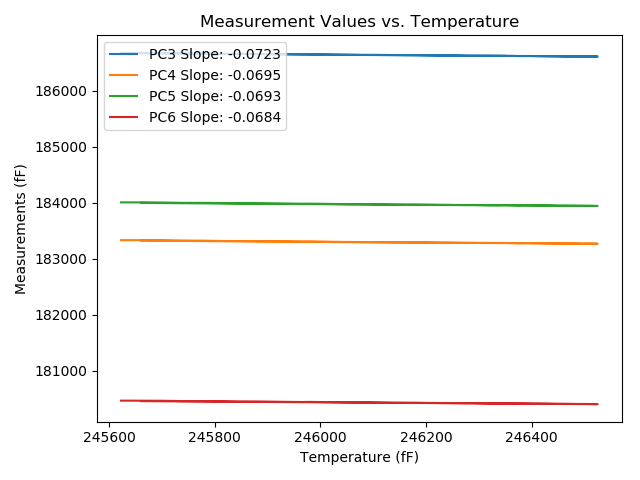 Measurement Values vs. Temperature
PC3 Slope: -0.0723
PC4 Slope: -0.0695
PC5 Slope: -0.0693
PC6 Slope: -0.0684
186000
185000
184000
183000
182000
181000
Measurements (fF)
245600 245800 246000 246200 246400
Temperature (fF)